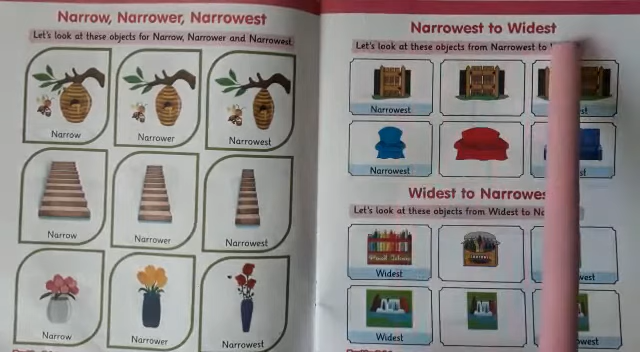 Narrow, Narrower, Narrowest
Let's look at these objects for Narrow, Narrower and Narrowest
Narrow
Narrower
Narrowest
Narrow
Narrower
Narrowest
Narrow
Narrower
Narrowest
Narrowest to Widest
Let's look at these objects from Narrowest to
Narrowest
Narrowest
Widest to Narrowes
Let's look at these objects from Widest to
Widest
Widest